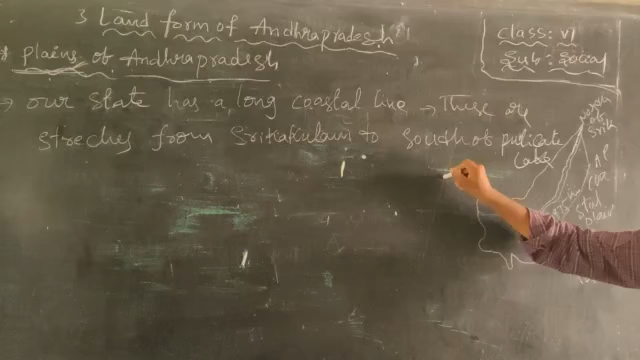 3 Land form of Andhrapradesh
class: VI
Sub: Social
plains of Andhrapradesh
→ our state has a long coastal line → These are
streches from Srikakulam to south of pulicate
Lake